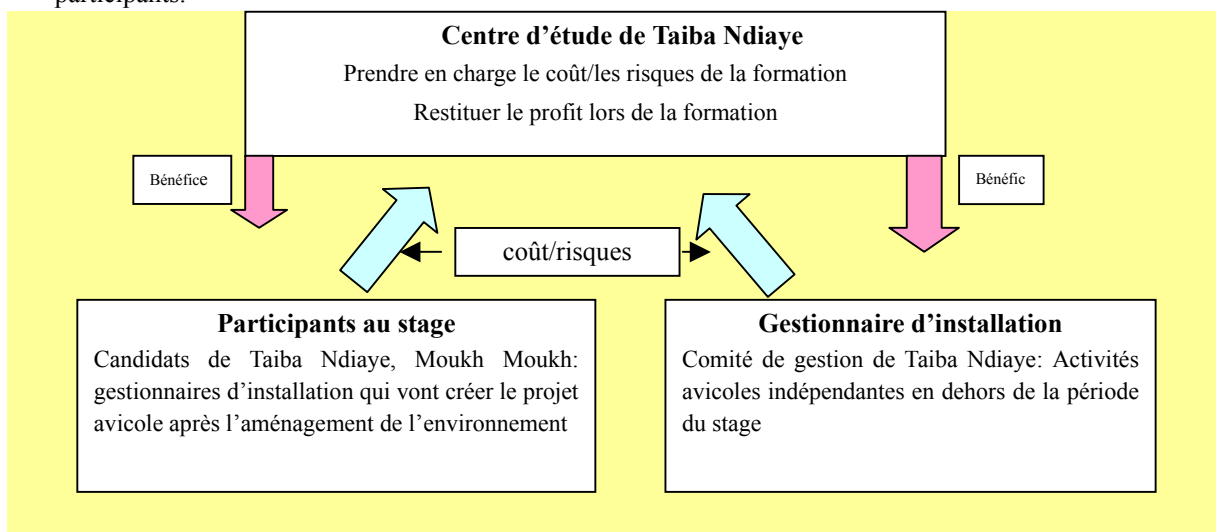 participants.
Centre d’étude de Taiba Ndiaye
Prendre en charge le coût/les risques de la formation
Restituer le profit lors de la formation
Bénéfice
Bénéfic
coût/risques
Participants au stage
Candidats de Taiba Ndiaye, Moukh Moukh:
gestionnaires d’installation qui vont créer le projet
avicole après l’aménagement de l’environnement
Gestionnaire d’installation
Comité de gestion de Taiba Ndiaye: Activités
avicoles indépendantes en dehors de la période
du stage